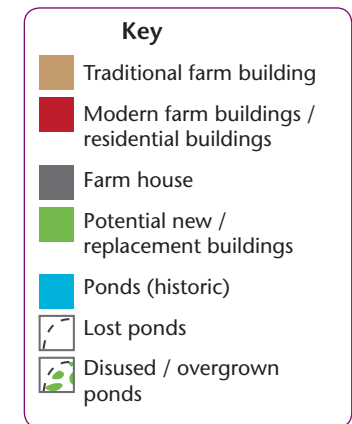 Key
Traditional farm building
Modern farm buildings /
residential buildings
Farm house
Potential new /
replacement buildings
Ponds (historic)
Lost ponds
Disused / overgrown
ponds